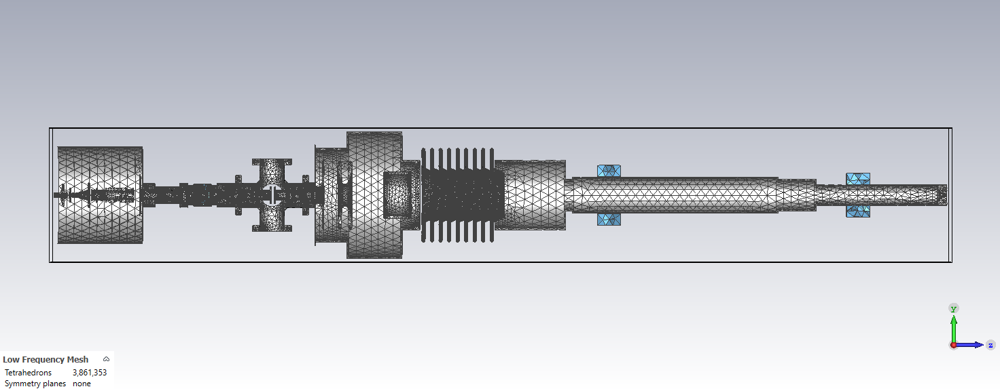 y
z
Low Frequency Mesh
Tetrahedrons 3,861,353
Symmetry planes none